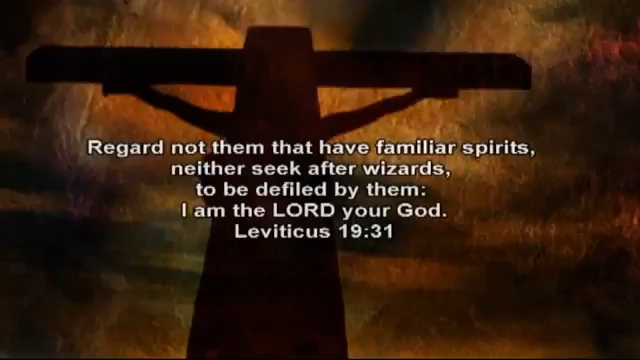 Regard not them that have familiar spirits,
neither seek after wizards,
to be defiled by them:
I am the LORD your God.
Leviticus 19:31